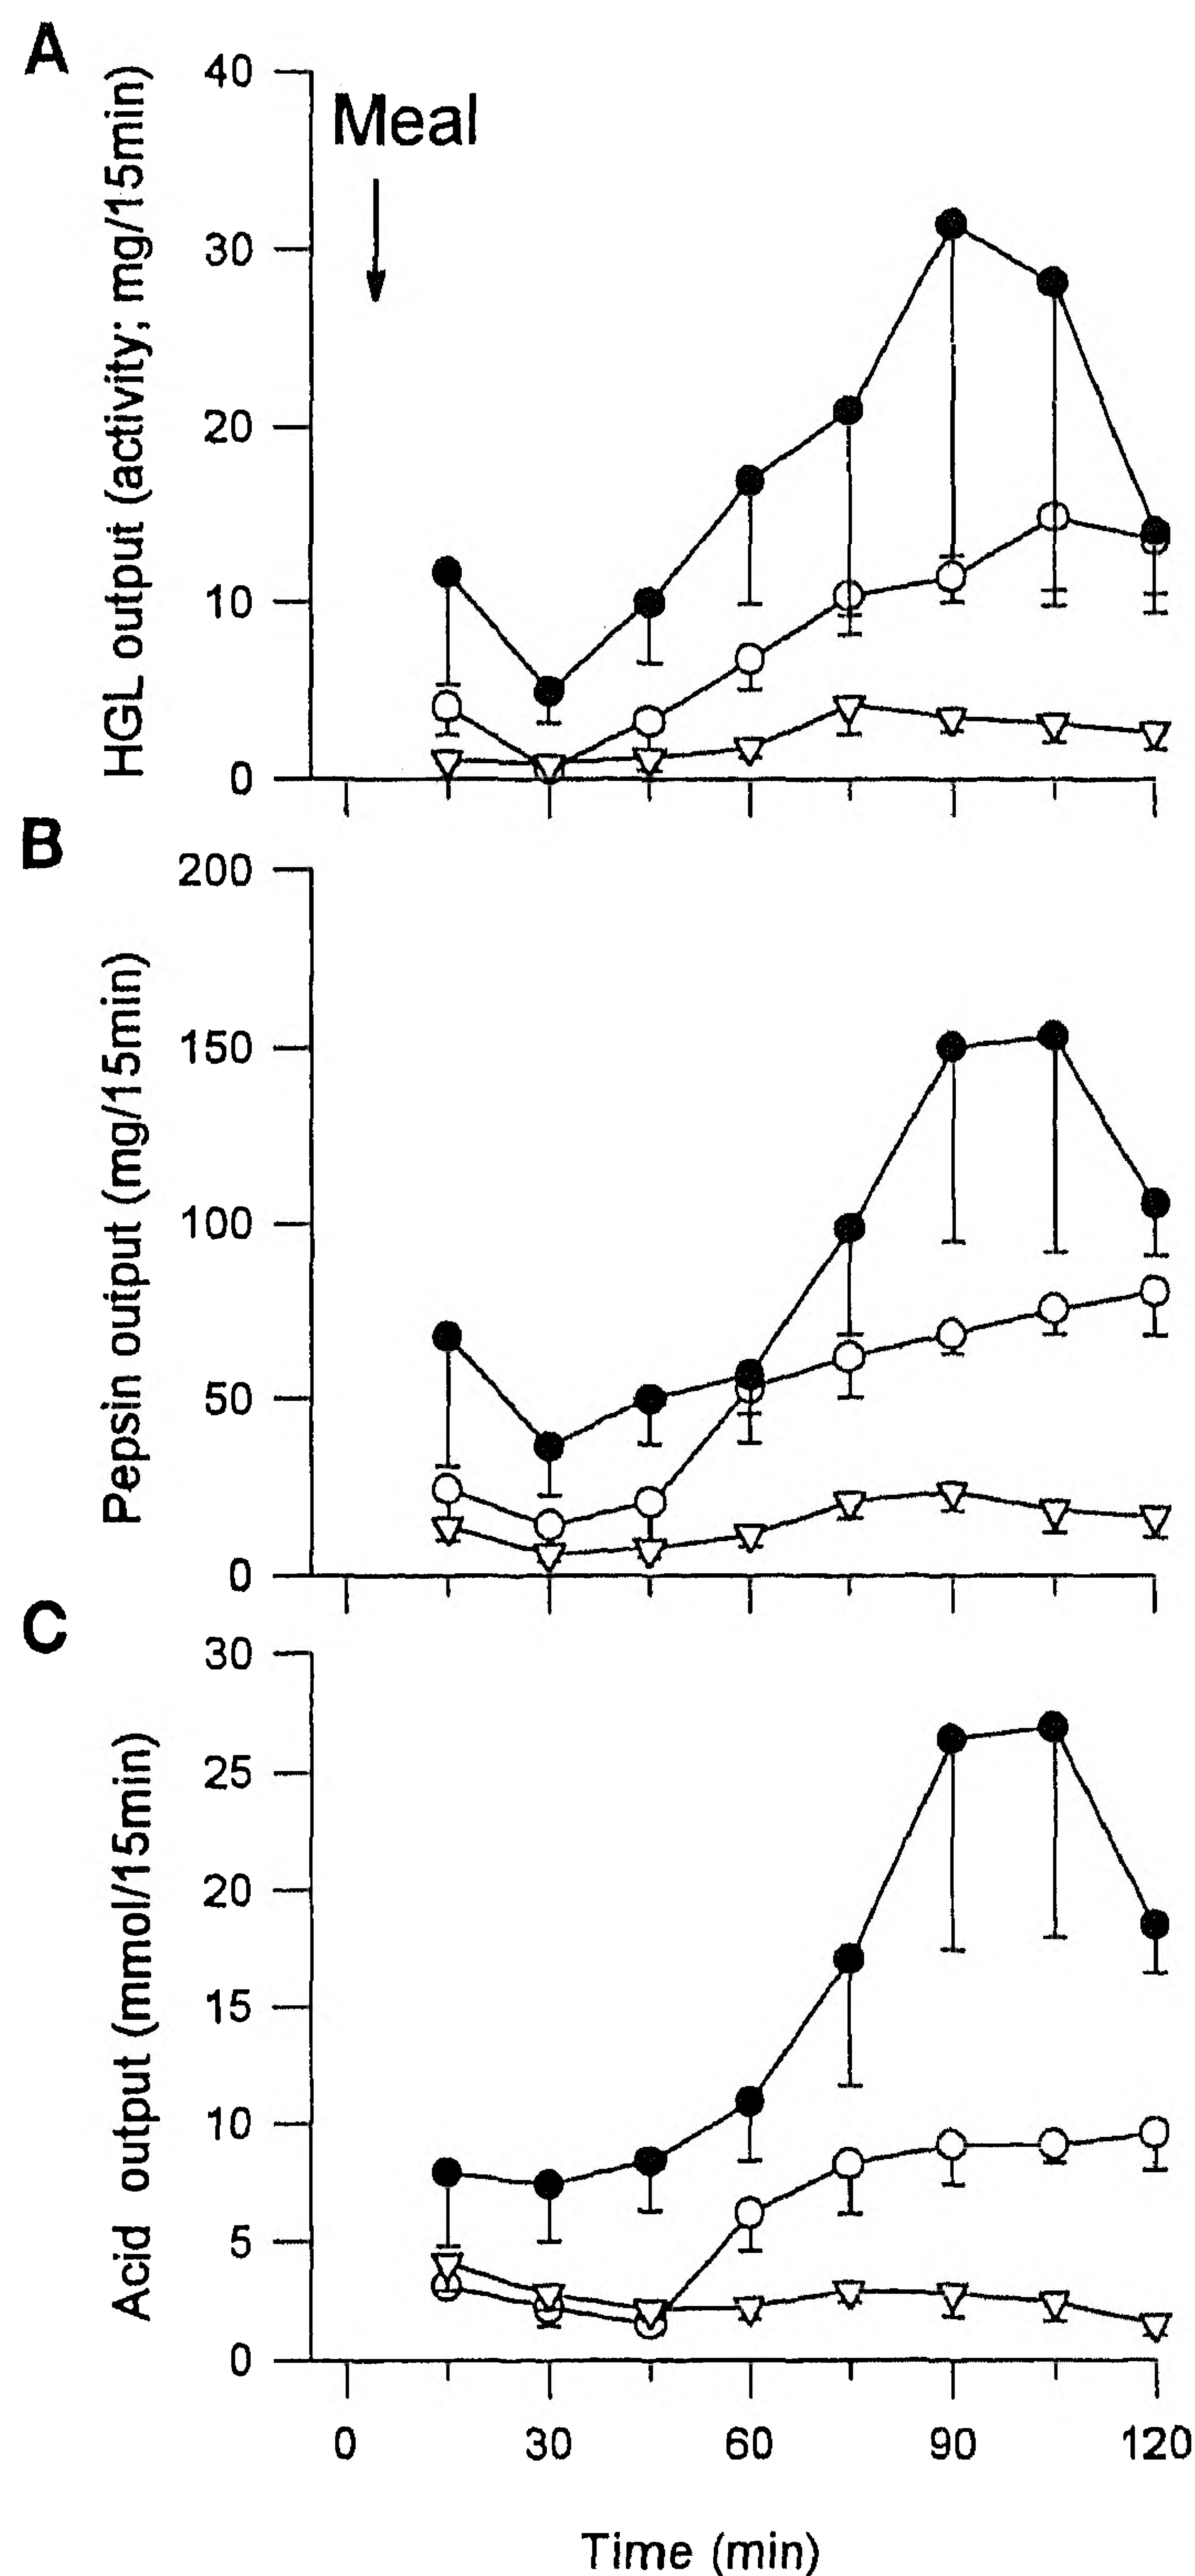 A
HGL output (activity; mg/15min)
40
30
20
10
0
Meal
B
Pepsin output (mg/15min)
200
150
100
50
0
C
Acid output (mmol/15min)
30
25
20
15
10
5
0
0 30 60 90 120
Time (min)